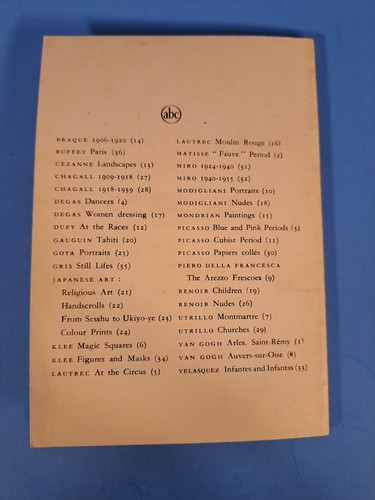 abc
BRAQUE 1906-1920 (14)
BUFFET Paris (36)
CEZANNE Landscapes (13)
CHAGALL 1909-1918 (27)
CHAGALL 1918-1939 (28)
DEGAS Dancers (4)
DEGAS Women dressing (17)
DUFY At the Races (12)
GAUGUIN Tahiti (20)
GOYA Portraits (25)
GRIS Still Lifes (35)
JAPANESE ART :
Religious Art (21)
Handscrolls (22)
From Sesshu to Ukiyo-ye (23)
Colour Prints (24)
KLEE Magic Squares (6)
KLEE Figures and Masks (34)
LAUTREC At the Circus (5)
LAUTREC Moulin Rouge (16)
MATISSE "Fauve" Period (2)
MIRO 1924-1940 (31)
MIRO 1940-1955 (32)
MODIGLIANI Portraits (10)
MODIGLIANI Nudes (18)
MONDRIAN Paintings (15)
PICASSO Blue and Pink Periods (3)
PICASSO Cubist Period (11)
PICASSO Papiers collés (30)
PIERO DELLA FRANCESCA
The Arezzo Frescoes (9)
RENOIR Children (19)
RENOIR Nudes (26)
UTRILLO Montmartre (7)
UTRILLO Churches (29)
VAN GOGH Arles, Saint-Rémy (1)
VAN GOGH Auvers-sur-Oise (8)
VELASQUEZ Infantes and Infantas (33)